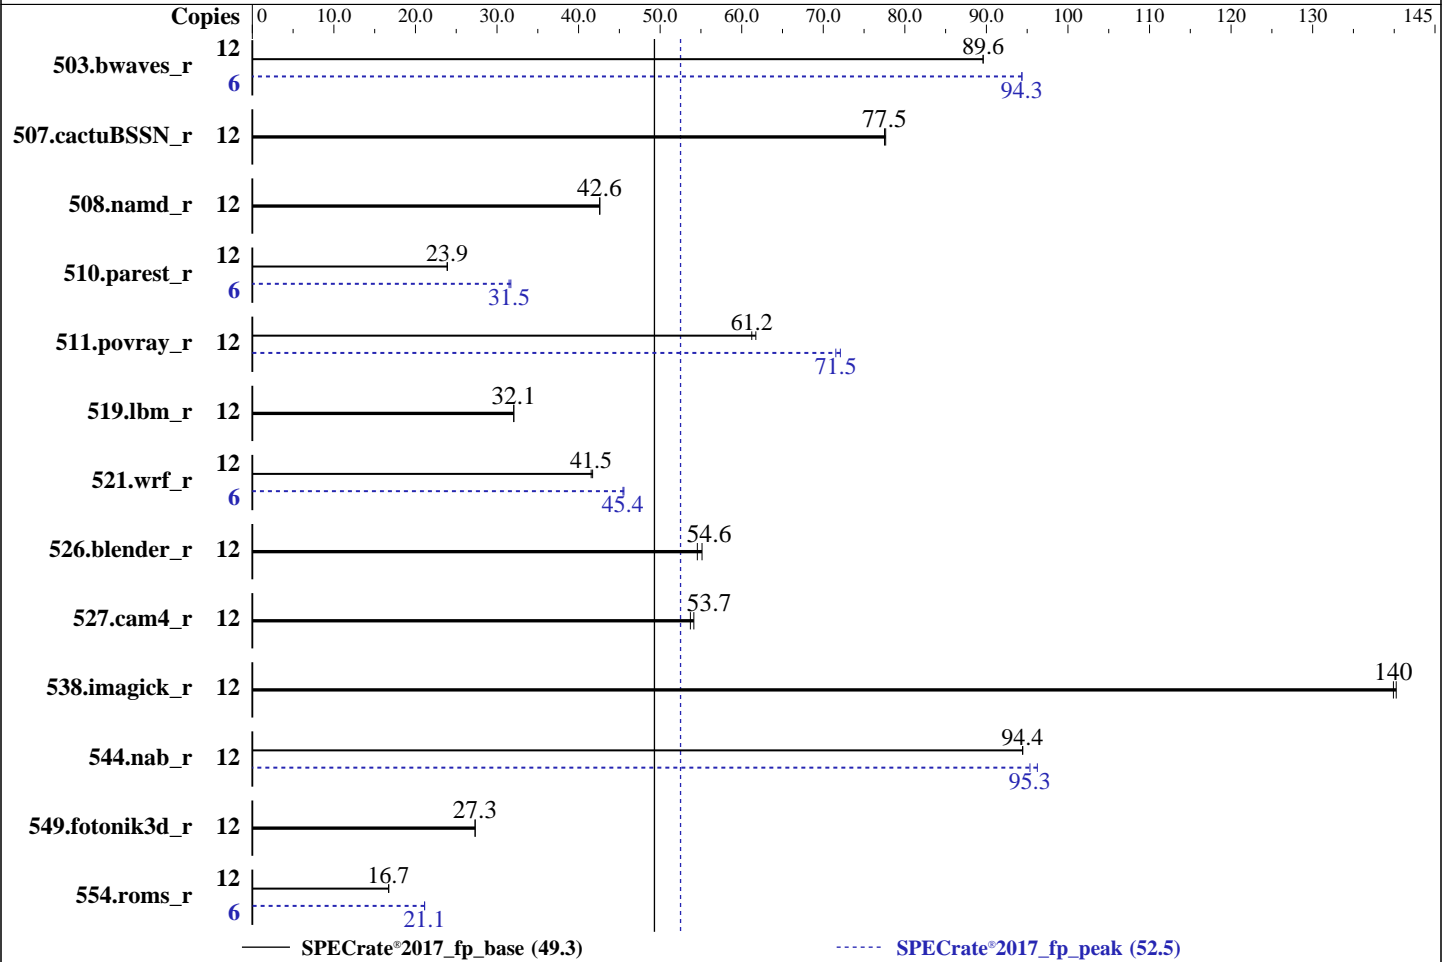 Copies 0 10.0 20.0 30.0 40.0 50.0 60.0 70.0 80.0 90.0 100 110 120 130 145
503.bwaves_r 12 89.6
6 94.3
507.cactuBSSN_r 12 77.5
508.namd_r 12 42.6
510.parest_r 12 23.9
6 31.5
511.povray_r 12 61.2
71.5
519.lbm_r 12 32.1
521.wrf_r 12 41.5
6 45.4
526.blender_r 12 54.6
527.cam4_r 12 53.7
538.imagick_r 12 140
544.nab_r 12 94.4
95.3
549.fotonik3d_r 12 27.3
554.roms_r 12 16.7
6 21.1
SPECrate®2017_fp_base (49.3) SPECrate®2017_fp_peak (52.5)